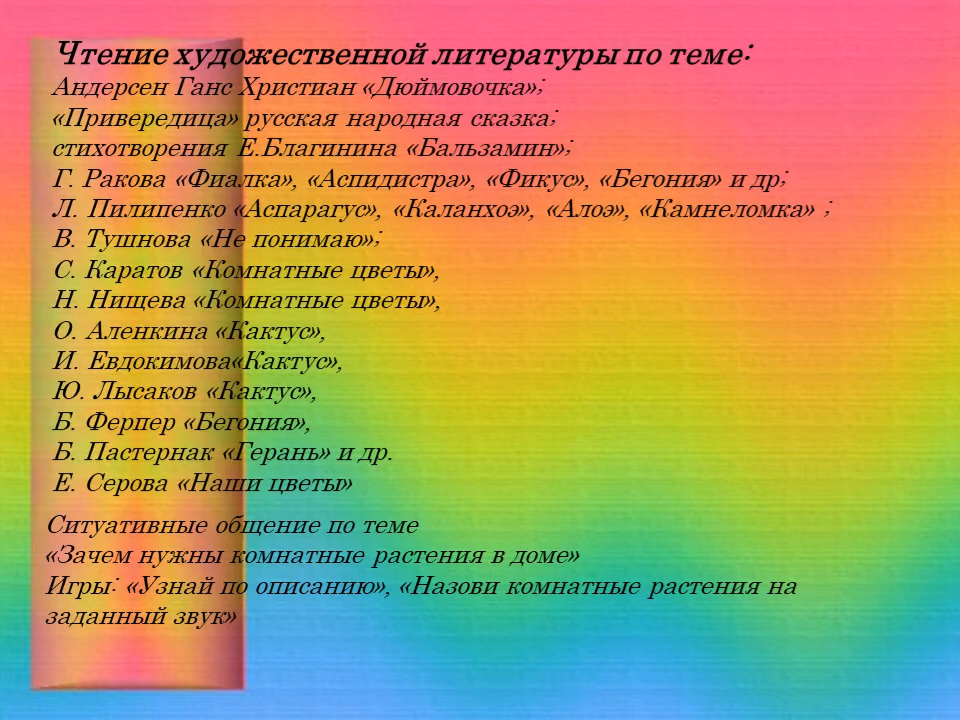 Чтение художественной литературы по теме:
Андерсен Ганс Христиан «Дюймовочка»;
«Привередица» русская народная сказка;
стихотворения Е.Благинина «Бальзамин»;
Г. Ракова «Фиалка», «Аспидистра», «Фикус», «Бегония» и др;
Л. Пилипенко «Аспарагус», «Каланхоэ», «Алоэ», «Камнеломка» ;
В. Тушнова «Не понимаю»;
С. Каратов «Комнатные цветы»,
Н. Нищева «Комнатные цветы»,
О. Аленкина «Кактус»,
И. Евдокимова«Кактус»,
Ю. Лысаков «Кактус»,
Б. Ферпер «Бегония»,
Б. Пастернак «Герань» и др.
Е. Серова «Наши цветы»
Ситуативные общение по теме
«Зачем нужны комнатные растения в доме»
Игры: «Узнай по описанию», «Назови комнатные растения на
заданный звук»